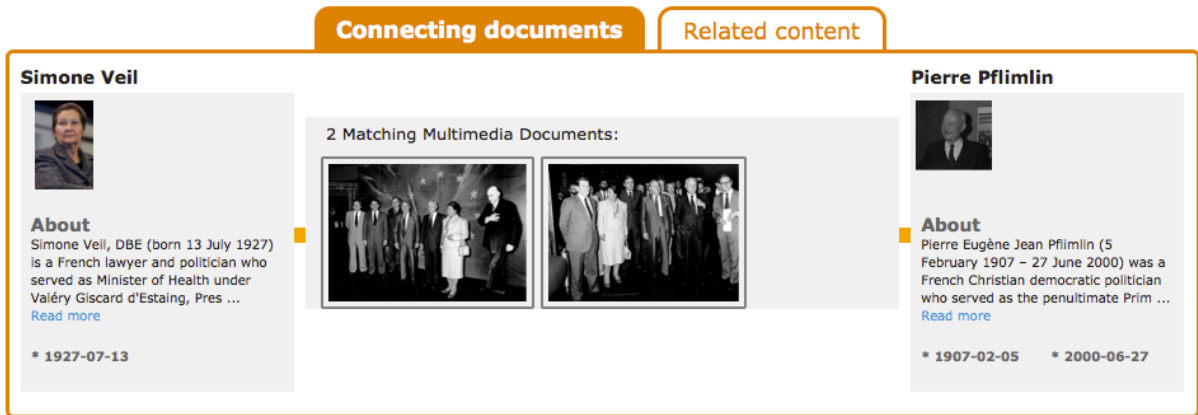 Connecting documents
Related content
Simone Veil
About
Simone Veil, DBE (born 13 July 1927)
is a French lawyer and politician who
served as Minister of Health under
Valéry Giscard d'Estaing, Pres ...
Read more
* 1927-07-13
2 Matching Multimedia Documents:
Pierre Pflimlin
About
Pierre Eugène Jean Pflimlin (5
February 1907 – 27 June 2000) was a
French Christian democratic politician
who served as the penultimate Prim ...
Read more
* 1907-02-05 * 2000-06-27